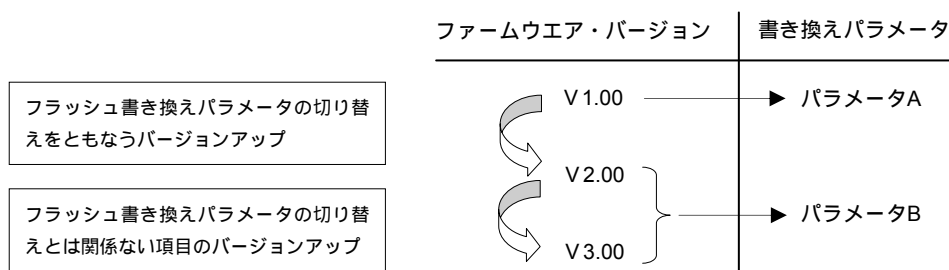 ファームウエア・バージョン
書き換えパラメータ
フラッシュ書き換えパラメータの切り替
えをともなうバージョンアップ
V 1.00
パラメータA
V 2.00
フラッシュ書き換えパラメータの切り替
えとは関係ない項目のバージョンアップ
パラメータB
V 3.00